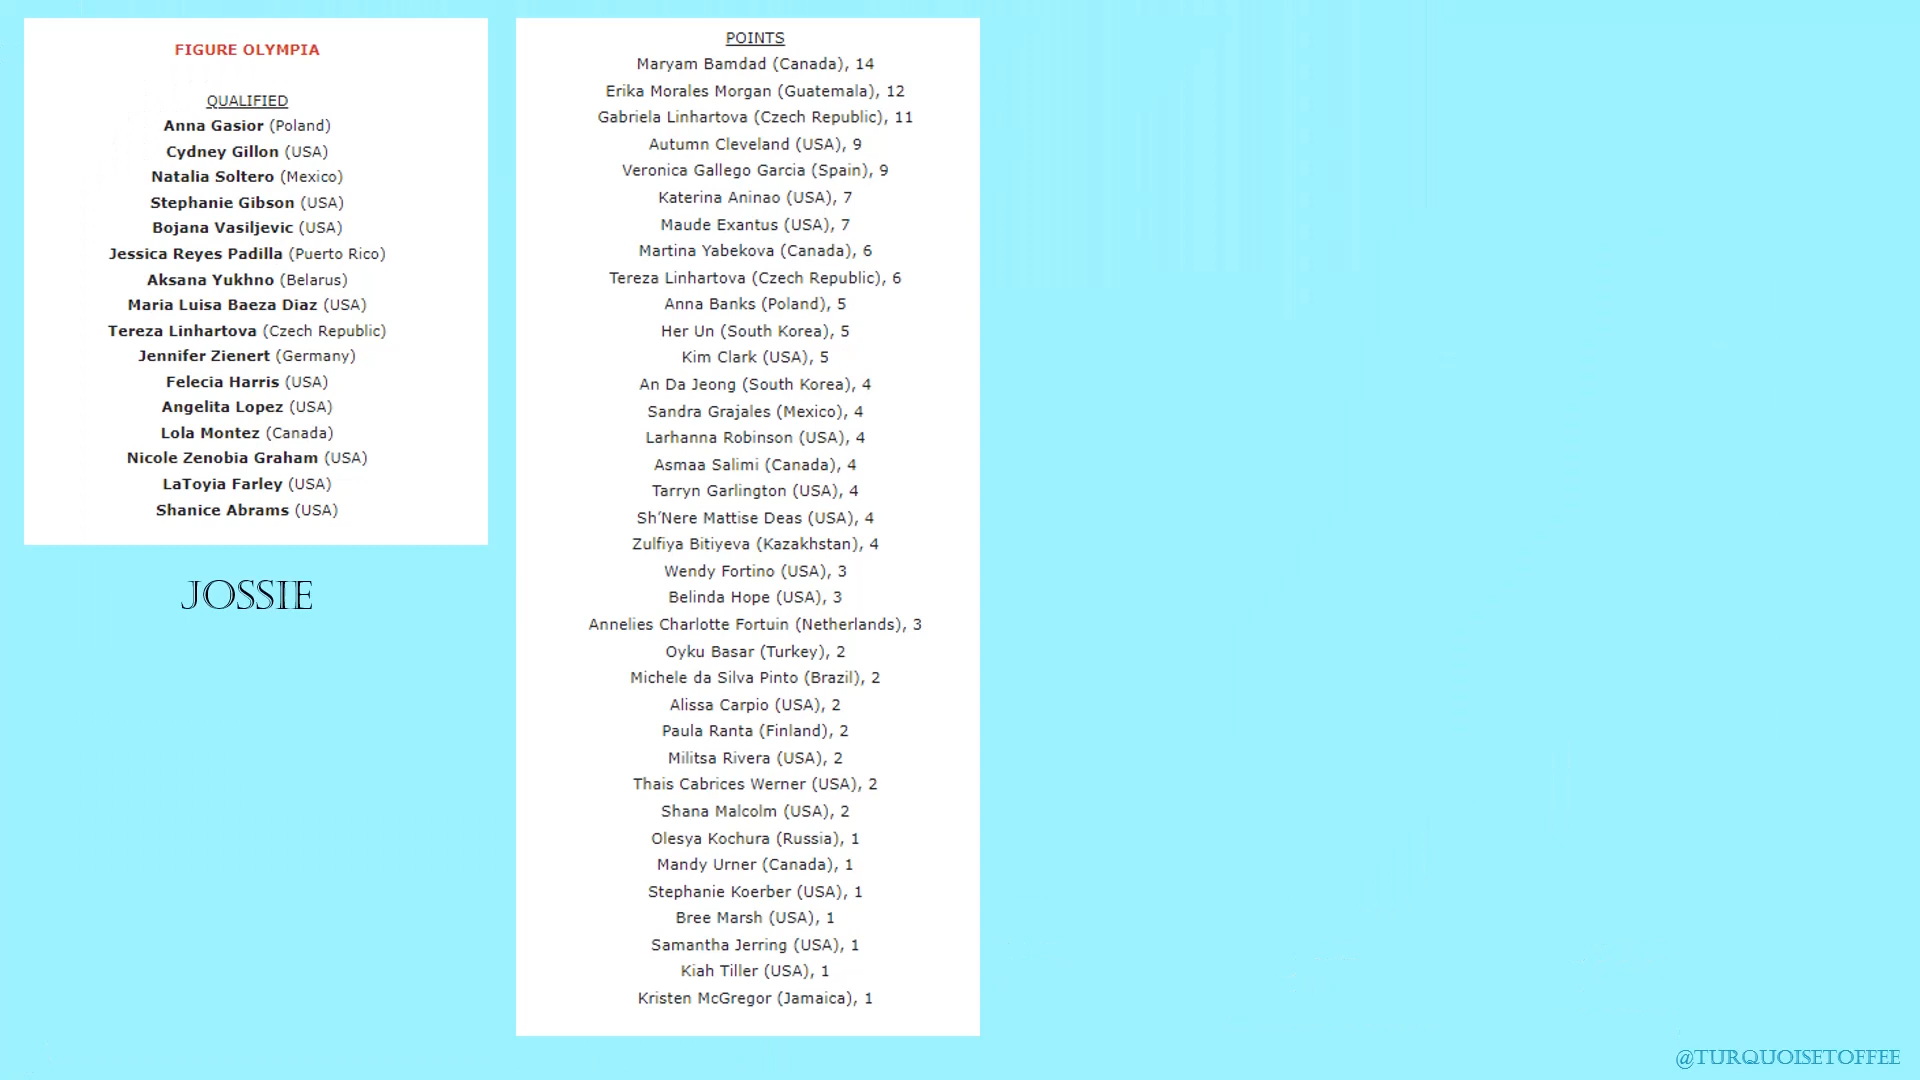 FIGURE OLYMPIA
QUALIFIED
Anna Gasior (Poland)
Cydney Gillon (USA)
Natalia Soltero (Mexico)
Stephanie Gibson (USA)
Bojana Vasiljevic (USA)
Jessica Reyes Padilla (Puerto Rico)
Aksana Yukhno (Belarus)
Maria Luisa Baeza Diaz (USA)
Tereza Linhartova (Czech Republic)
Jennifer Zienert (Germany)
Felecia Harris (USA)
Angelita Lopez (USA)
Lola Montez (Canada)
Nicole Zenobia Graham (USA)
LaToyia Farley (USA)
Shanice Abrams (USA)
JOSSIE
POINTS
Maryam Bamdad (Canada), 14
Erika Morales Morgan (Guatemala), 12
Gabriela Linhartova (Czech Republic), 11
Autumn Cleveland (USA), 9
Veronica Gallego Garcia (Spain), 9
Katerina Aninao (USA), 7
Maude Exantus (USA), 7
Martina Yabekova (Canada), 6
Tereza Linhartova (Czech Republic), 6
Anna Banks (Poland), 5
Her Un (South Korea), 5
Kim Clark (USA), 5
An Da Jeong (South Korea), 4
Sandra Grajales (Mexico), 4
Larhanna Robinson (USA), 4
Asmaa Salimi (Canada), 4
Tarryn Garlington (USA), 4
Sh’Nere Mattise Deas (USA), 4
Zulfiya Bitiyeva (Kazakhstan), 4
Wendy Fortino (USA), 3
Belinda Hope (USA), 3
Annelies Charlotte Fortuin (Netherlands), 3
Oyku Basar (Turkey), 2
Michele da Silva Pinto (Brazil), 2
Alissa Carpio (USA), 2
Paula Ranta (Finland), 2
Militsa Rivera (USA), 2
Thais Cabrices Werner (USA), 2
Shana Malcolm (USA), 2
Olesya Kochura (Russia), 1
Mandy Urner (Canada), 1
Stephanie Koerber (USA), 1
Bree Marsh (USA), 1
Samantha Jerring (USA), 1
Kiah Tiller (USA), 1
Kristen McGregor (Jamaica), 1
@TURQUOISETOFFEE